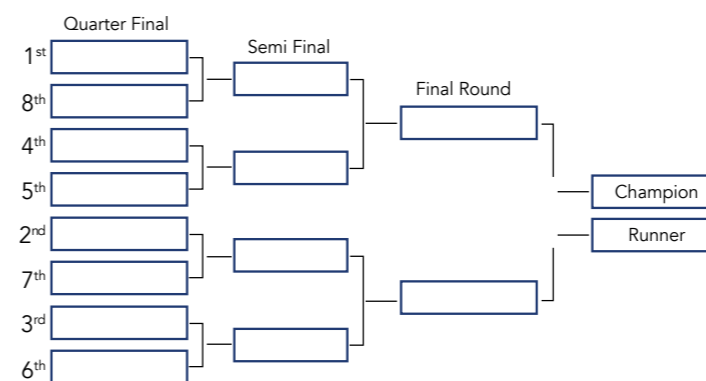 Quarter Final
Semi Final
Final Round
1st
8th
4th
5th
2nd
7th
3rd
6th
Champion
Runner